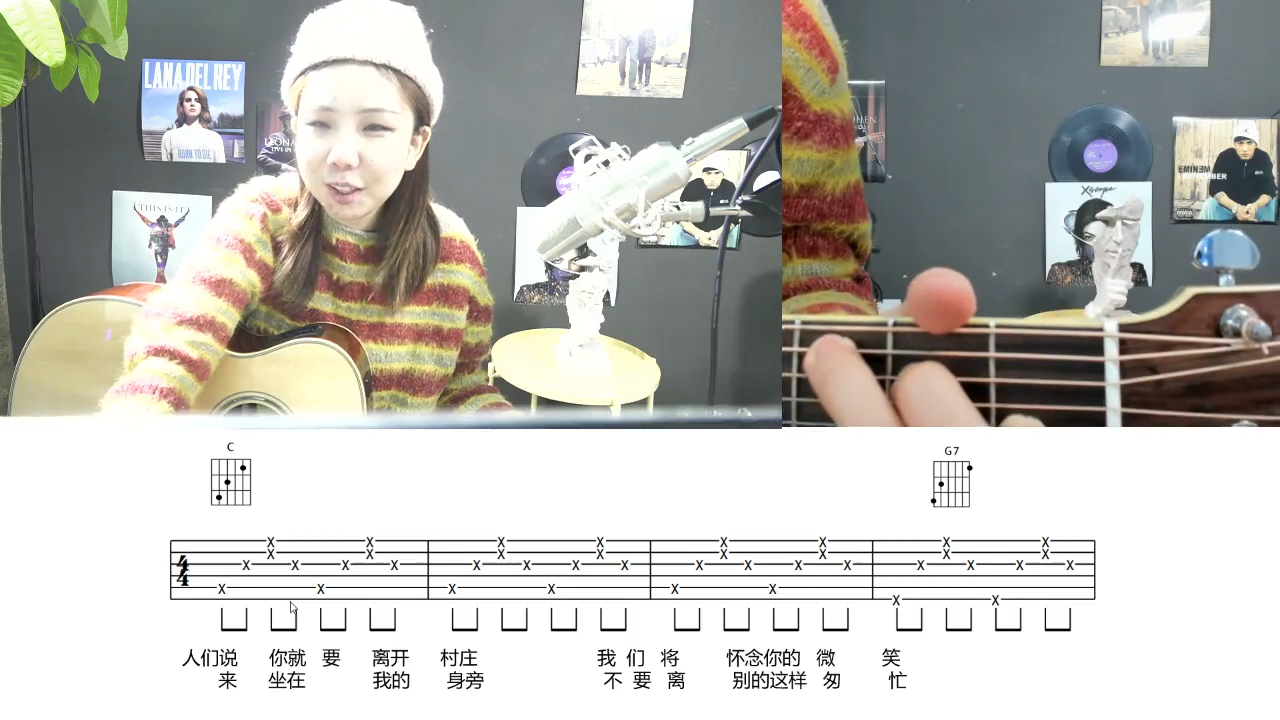 LANA DEL REY
BORN TO DIE
THIS IS IT
EMINEM
C
G7
4
4
人们说 你就 要 离开 村庄 我 们 将 怀念你的 微 笑
来 坐在 我的 身旁 不 要 离 别的这样 匆 忙